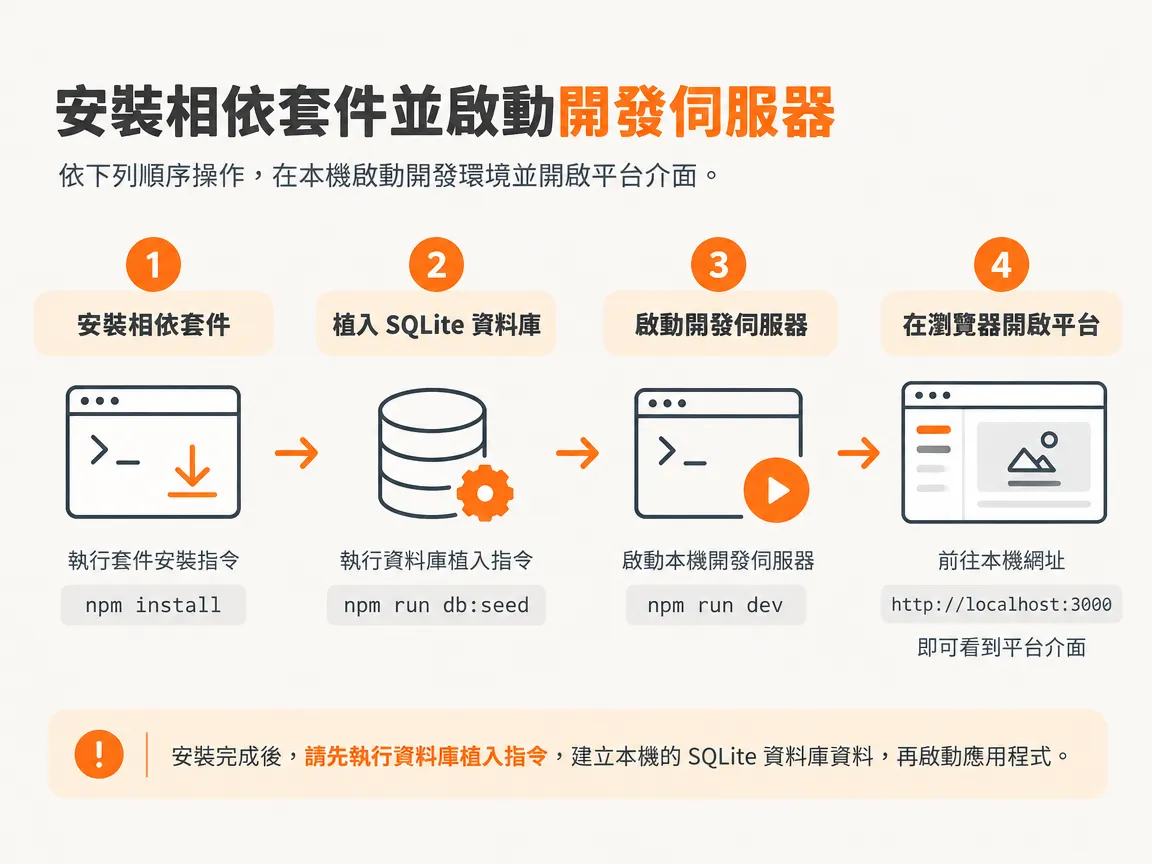 安裝相依套件並啟動開發伺服器
依下列順序操作，在本機啟動開發環境並開啟平台介面。
1
安裝相依套件
執行套件安裝指令
npm install
2
植入 SQLite 資料庫
執行資料庫植入指令
npm run db:seed
3
啟動開發伺服器
啟動本機開發伺服器
npm run dev
4
在瀏覽器開啟平台
前往本機網址
http://localhost:3000
即可看到平台介面
安裝完成後，請先執行資料庫植入指令，建立本機的 SQLite 資料庫資料，再啟動應用程式。